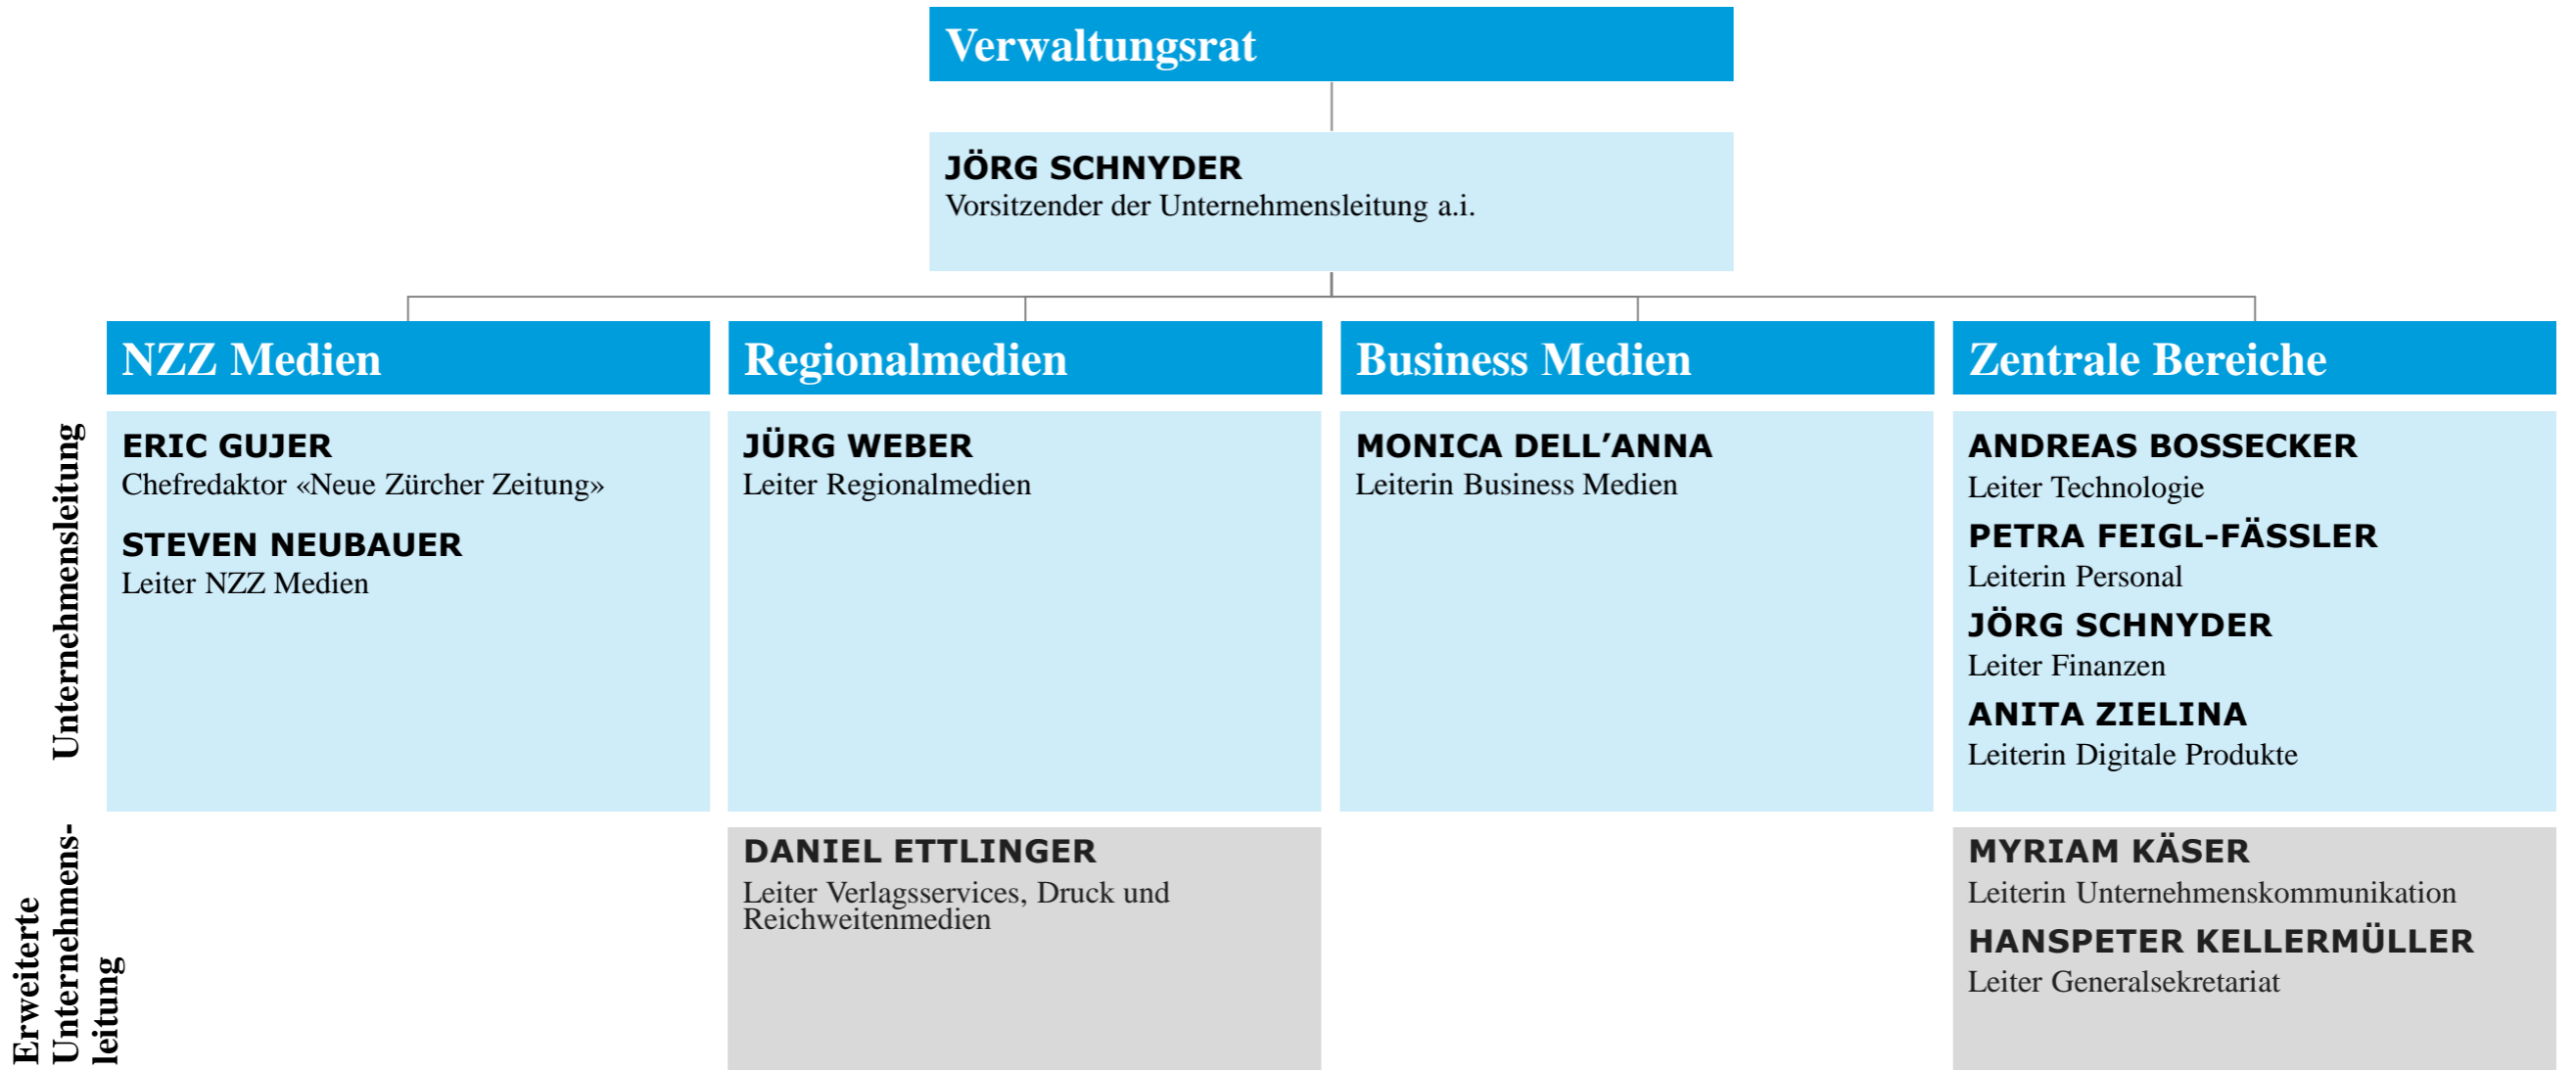 Verwaltungsrat
JÖRG SCHNYDER
Vorsitzender der Unternehmensleitung a.i.
NZZ Medien
Regionalmedien
Business Medien
Zentrale Bereiche
Unternehmensleitung
ERIC GUJER
Chefredaktor «Neue Zürcher Zeitung»
STEVEN NEUBAUER
Leiter NZZ Medien
JÜRG WEBER
Leiter Regionalmedien
MONICA DELL’ANNA
Leiterin Business Medien
ANDREAS BOSSECKER
Leiter Technologie
PETRA FEIGL-FÄSSLER
Leiterin Personal
JÖRG SCHNYDER
Leiter Finanzen
ANITA ZIELINA
Leiterin Digitale Produkte
Erweiterte
Unternehmens-
leitung
DANIEL ETTLINGER
Leiter Verlagsservices, Druck und
Reichweitenmedien
MYRIAM KÄSER
Leiterin Unternehmenskommunikation
HANSPETER KELLERMÜLLER
Leiter Generalsekretariat